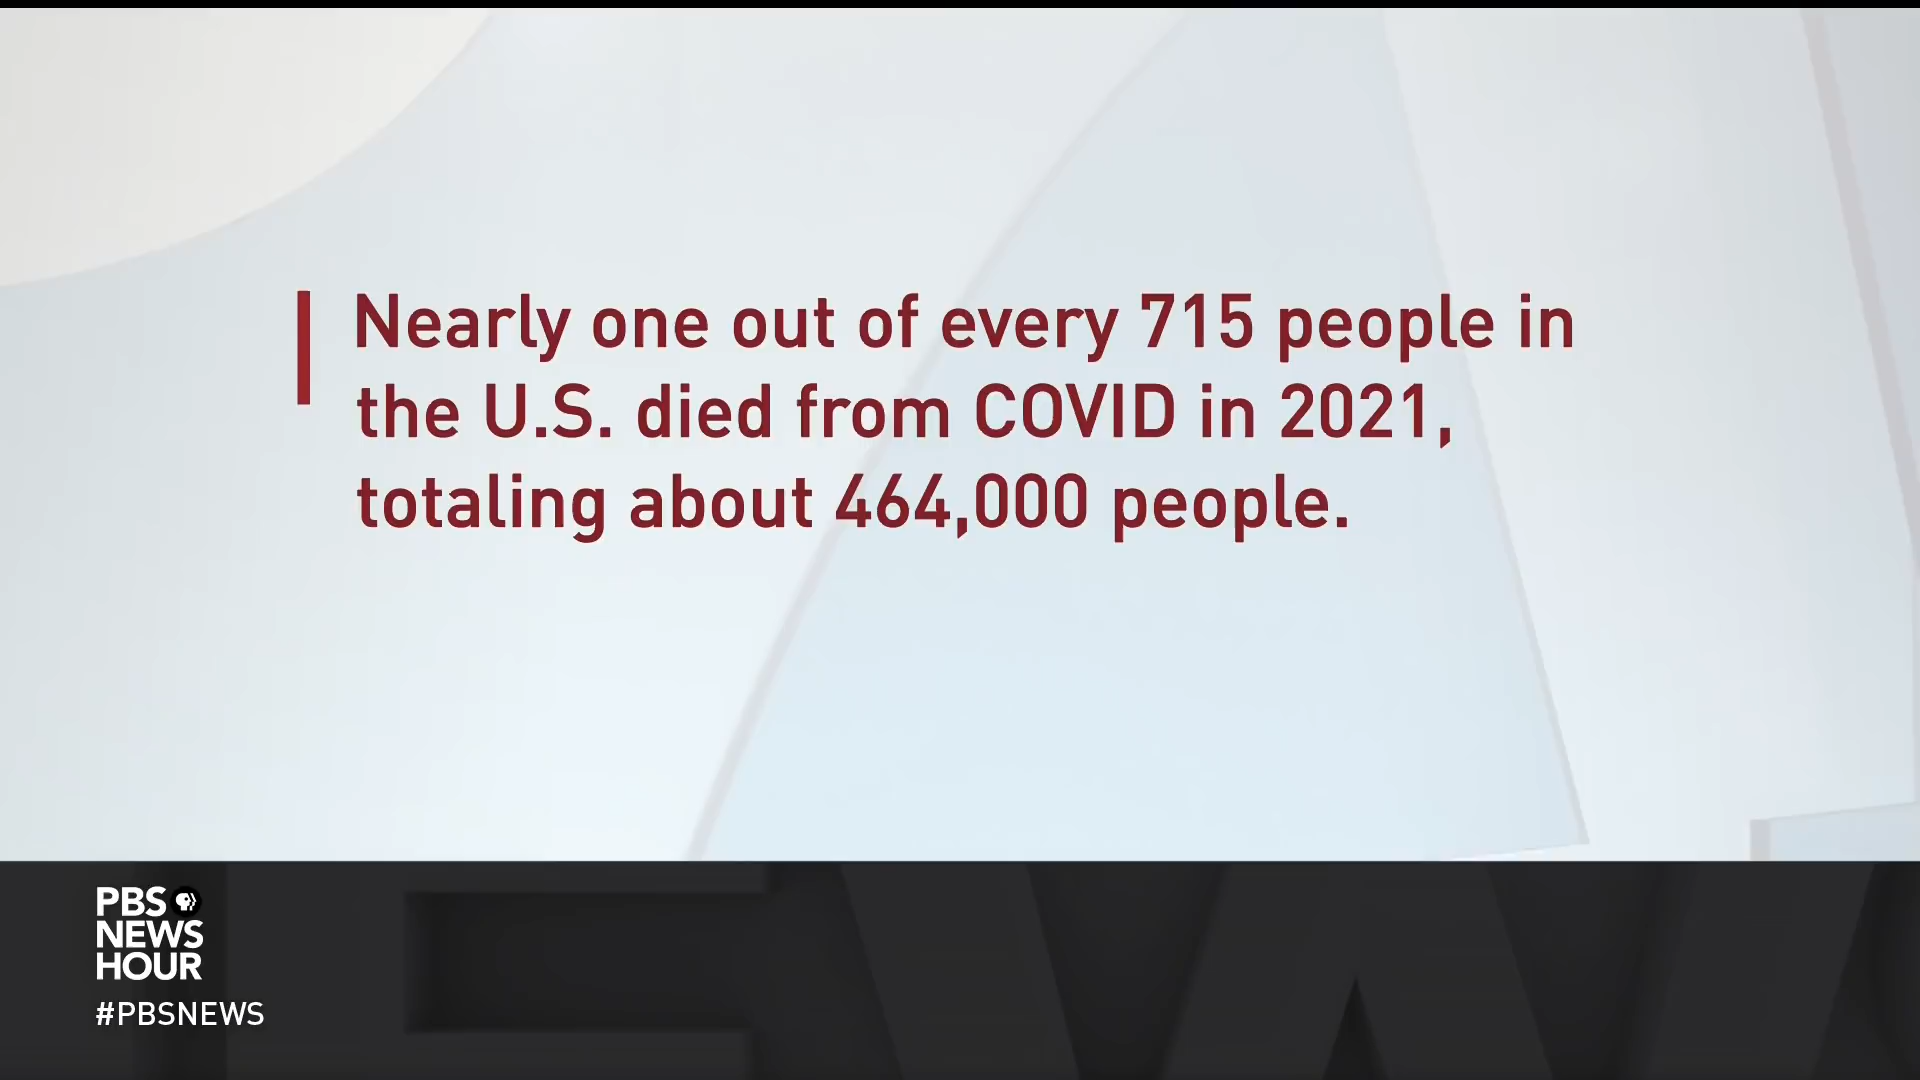 Nearly one out of every 715 people in
the U.S. died from COVID in 2021,
totaling about 464,000 people.
PBS
NEWS
HOUR
#PBSNEWS